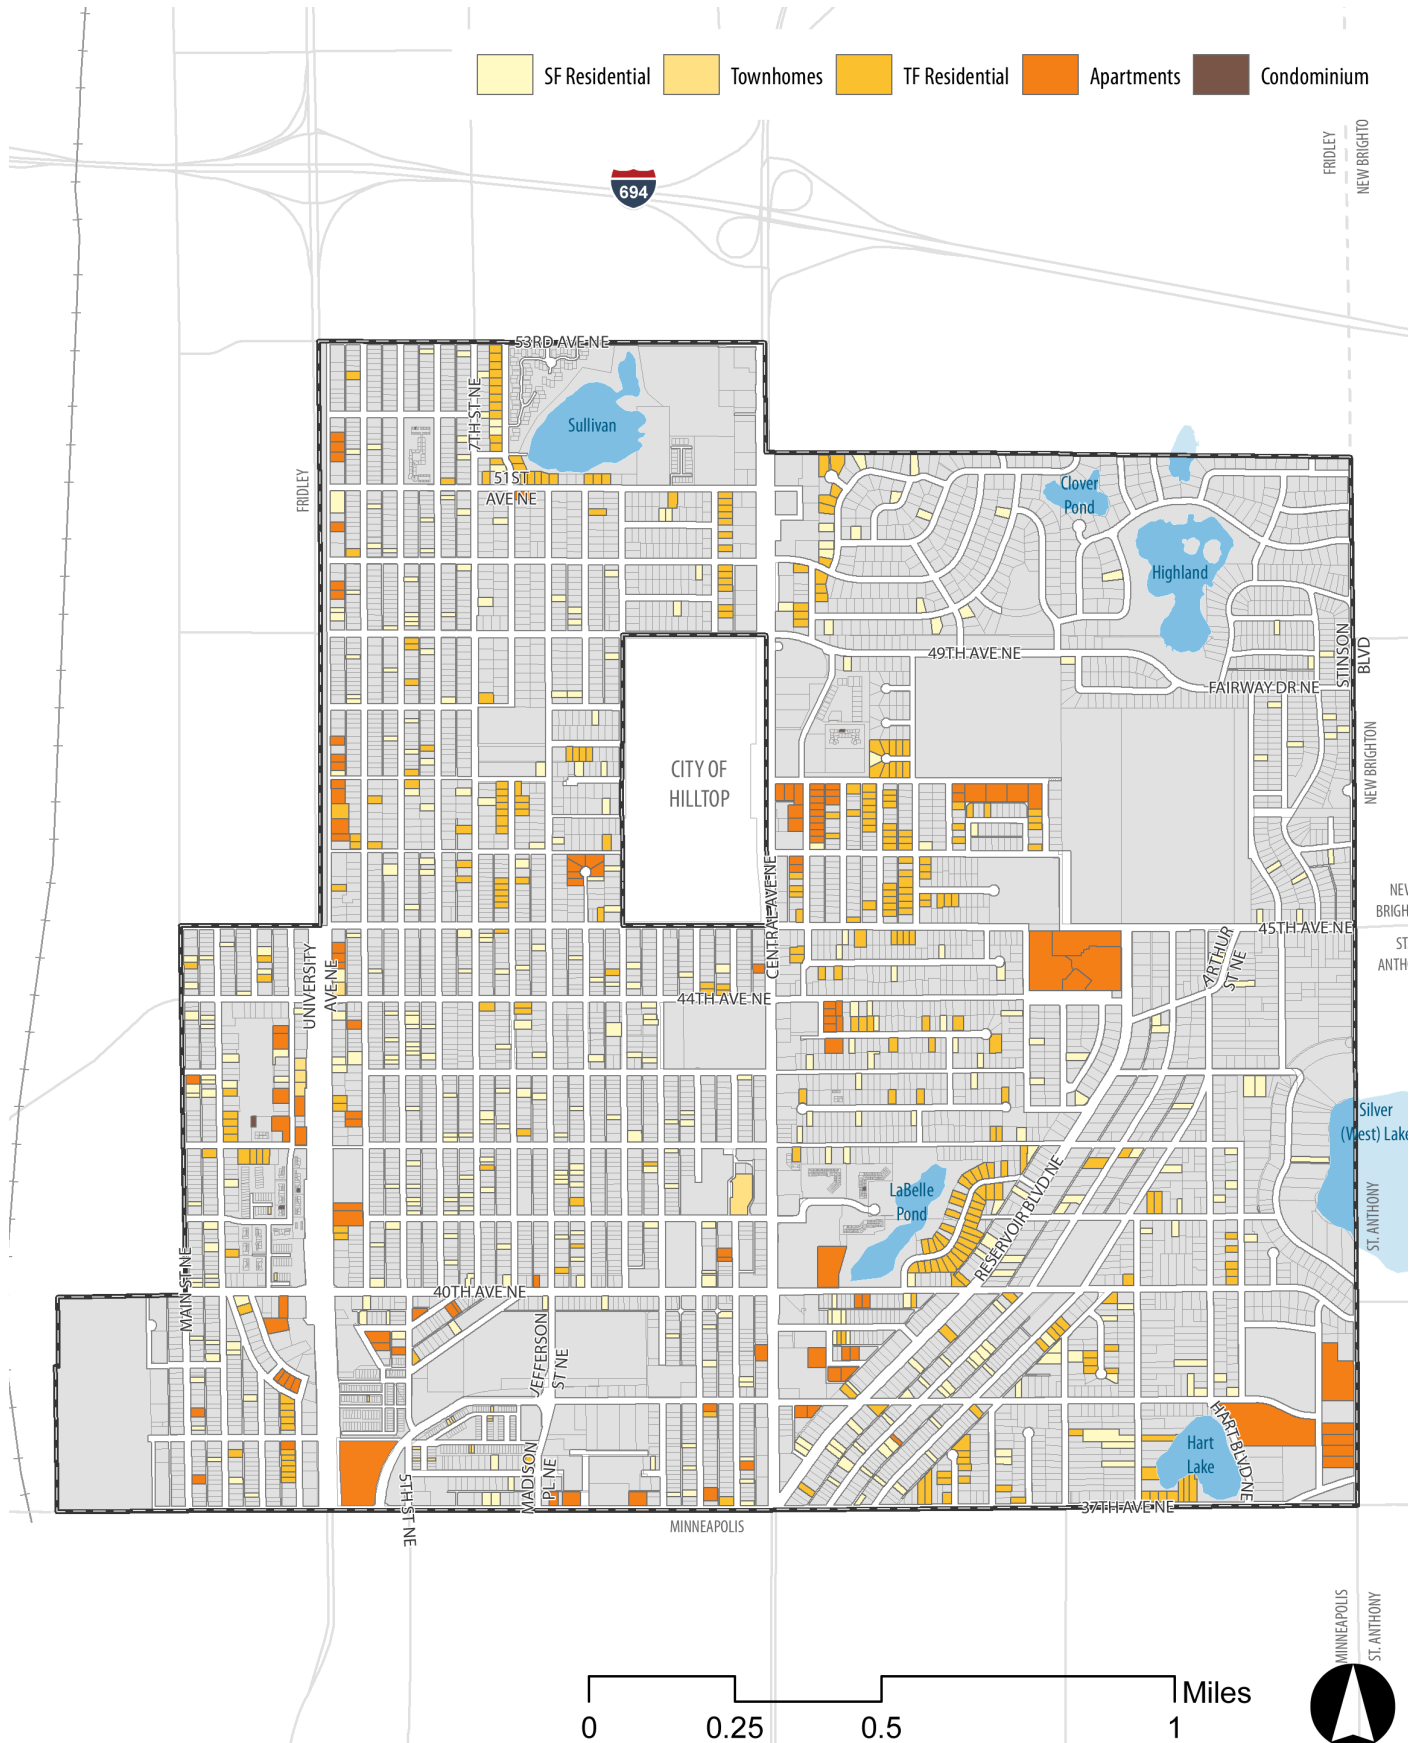 SF Residential
Townhomes
TF Residential
Apartments
Condominium
FRIDLEY
NEW BRIGHTO
694
53RD AVE NE
7TH ST NE
Sullivan
51ST
AVE NE
FRIDLEY
Clover
Pond
Highland
49TH AVE NE
STINSON
BLVD
FAIRWAY DR NE
CITY OF
HILLTOP
NEW BRIGHTON
CENTRAL AVE NE
NEW
BRIGH
45TH AVE NE
ST.
ANTHO
UNIVERSITY
AVE NE
ARTHUR
ST NE
44TH AVE NE
Silver
(West) Lake
LaBelle
Pond
RESERVOIR BLVD NE
ST. ANTHONY
MAIN ST NE
40TH AVE NE
JEFFERSON
ST NE
HART BLVD NE
Hart
Lake
MADISON
PL NE
5TH ST NE
37TH AVE NE
MINNEAPOLIS
MINNEAPOLIS
ST. ANTHONY
Miles
0
0.25
0.5
1